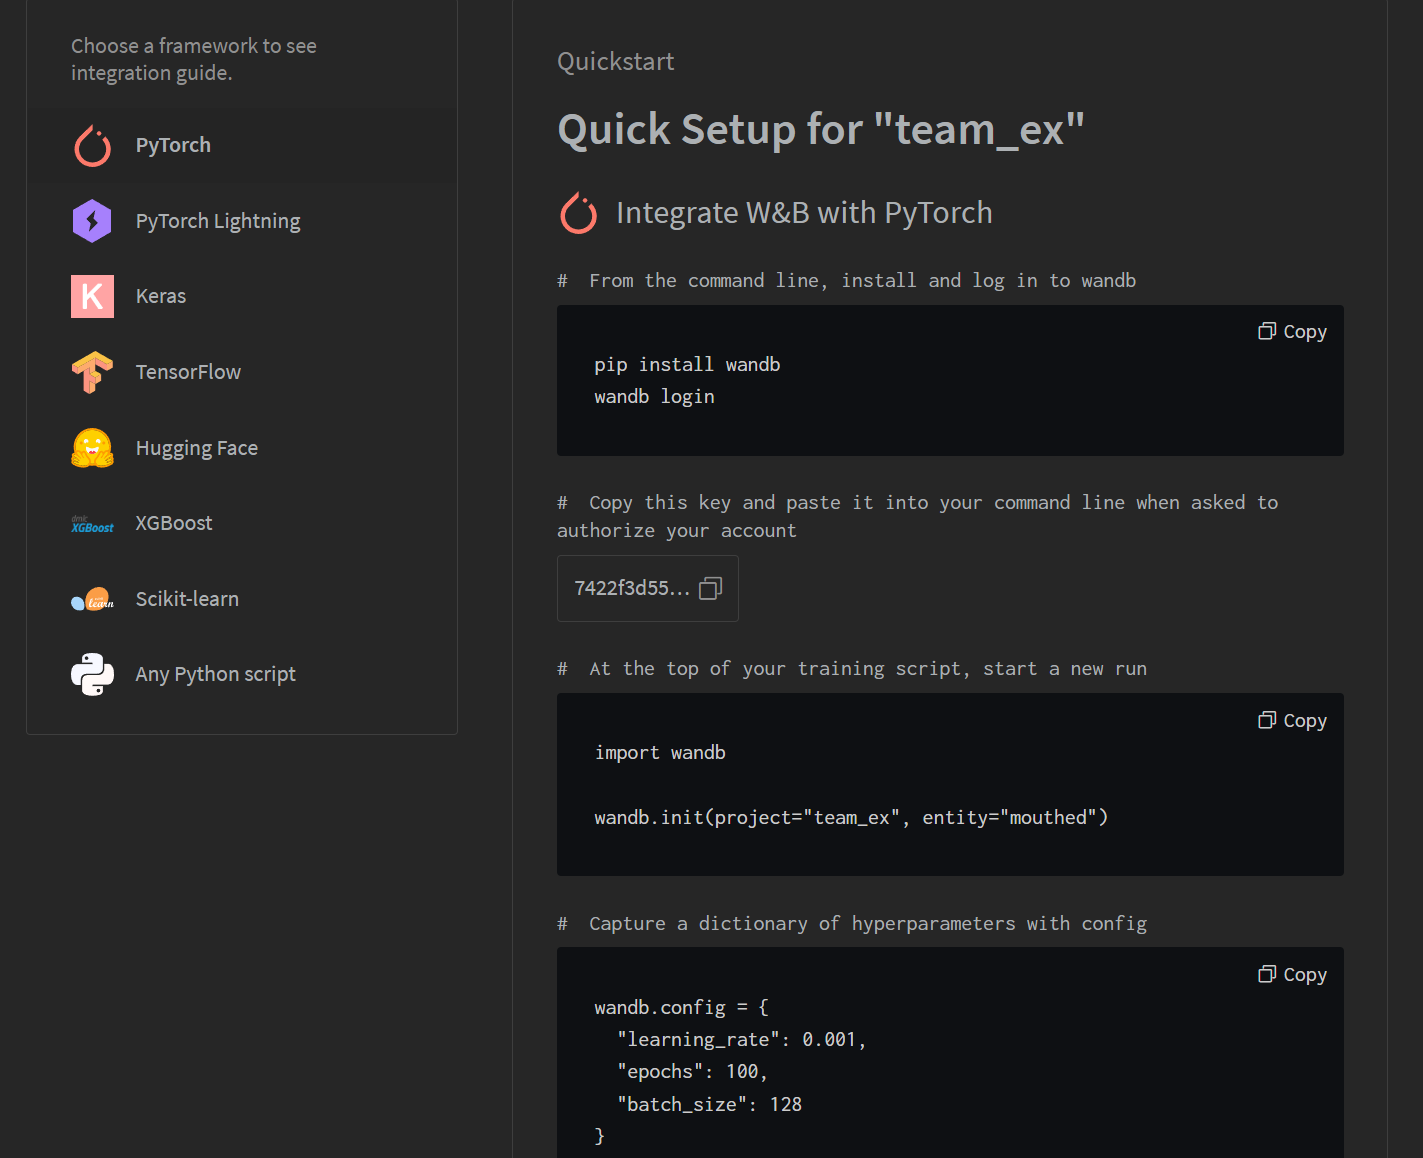 Choose a framework to see
integration guide.
PyTorch
PyTorch Lightning
K
Keras
TensorFlow
Hugging Face
dmlc
XGBoost
XGBoost
learn
Scikit-learn
Any Python script
Quickstart
Quick Setup for "team_ex"
Integrate W&B with PyTorch
# From the command line, install and log in to wandb
Copy
pip install wandb
wandb login
# Copy this key and paste it into your command line when asked to
authorize your account
7422f3d55...
# At the top of your training script, start a new run
Copy
import wandb
wandb.init(project="team_ex", entity="mouthed")
# Capture a dictionary of hyperparameters with config
Copy
wandb.config = {
"learning_rate": 0.001,
"epochs": 100,
"batch_size": 128
}